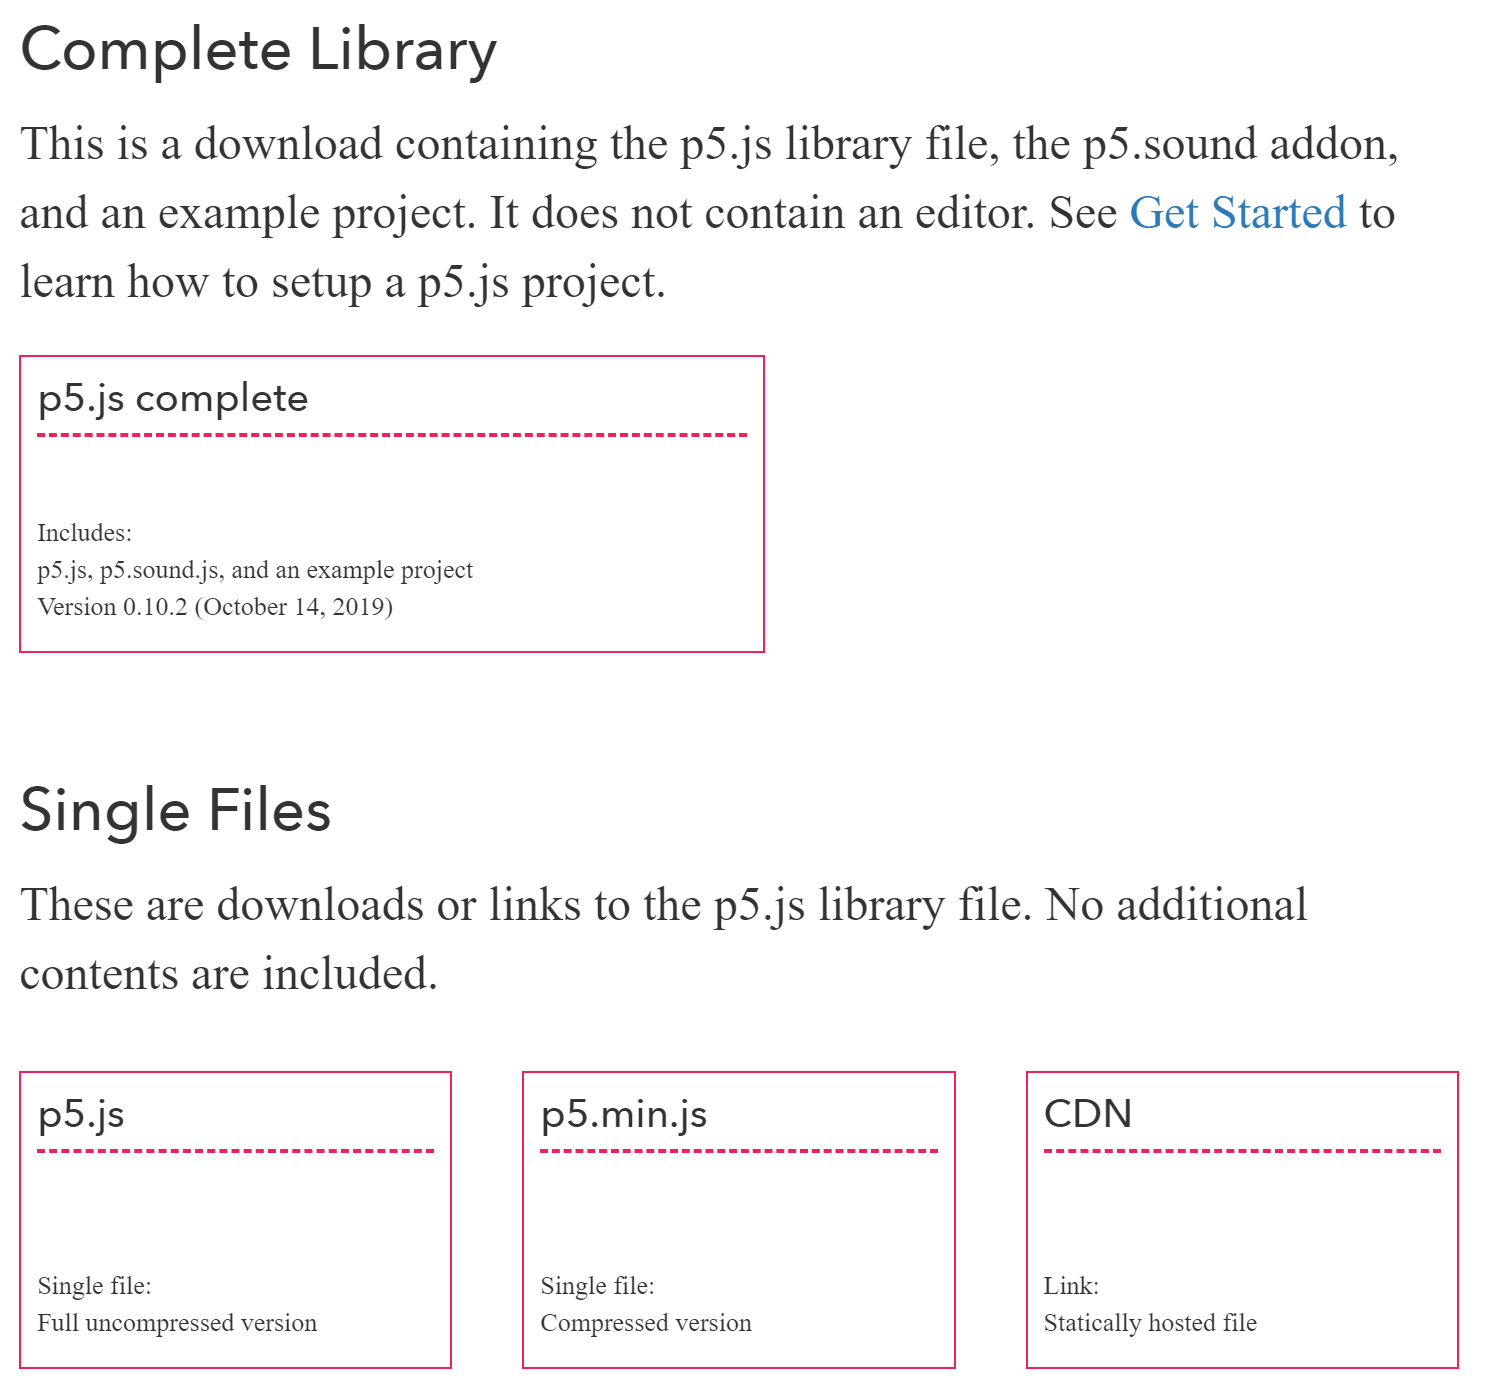 Complete Library
This is a download containing the p5.js library file, the p5.sound addon,
and an example project. It does not contain an editor. See Get Started to
learn how to setup a p5.js project.
p5.js complete
Includes:
p5.js, p5.sound.js, and an example project
Version 0.10.2 (October 14, 2019)
Single Files
These are downloads or links to the p5.js library file. No additional
contents are included.
p5.js
Single file:
Full uncompressed version
p5.min.js
Single file:
Compressed version
CDN
Link:
Statically hosted file